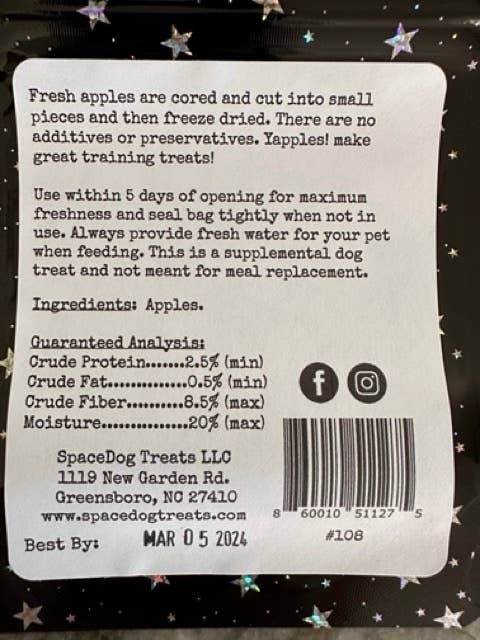 Fresh apples are cored and cut into small
pieces and then freeze dried. There are no
additives or preservatives. Yapples! make
great training treats!
Use within 5 days of opening for maximum
freshness and seal bag tightly when not in
use. Always provide fresh water for your pet
when feeding. This is a supplemental dog
treat and not meant for meal replacement.
Ingredients: Apples.
Guaranteed Analysis:
Crude Protein.......2.5% (min)
Crude Fat..............0.5% (min)
Crude Fiber..........8.5% (max)
Moisture...............20% (max)
SpaceDog Treats LLC
1119 New Garden Rd.
Greensboro, NC 27410
www.spacedogtreats.com
8 60010 51127 5
#108
Best By: MAR 05 2024